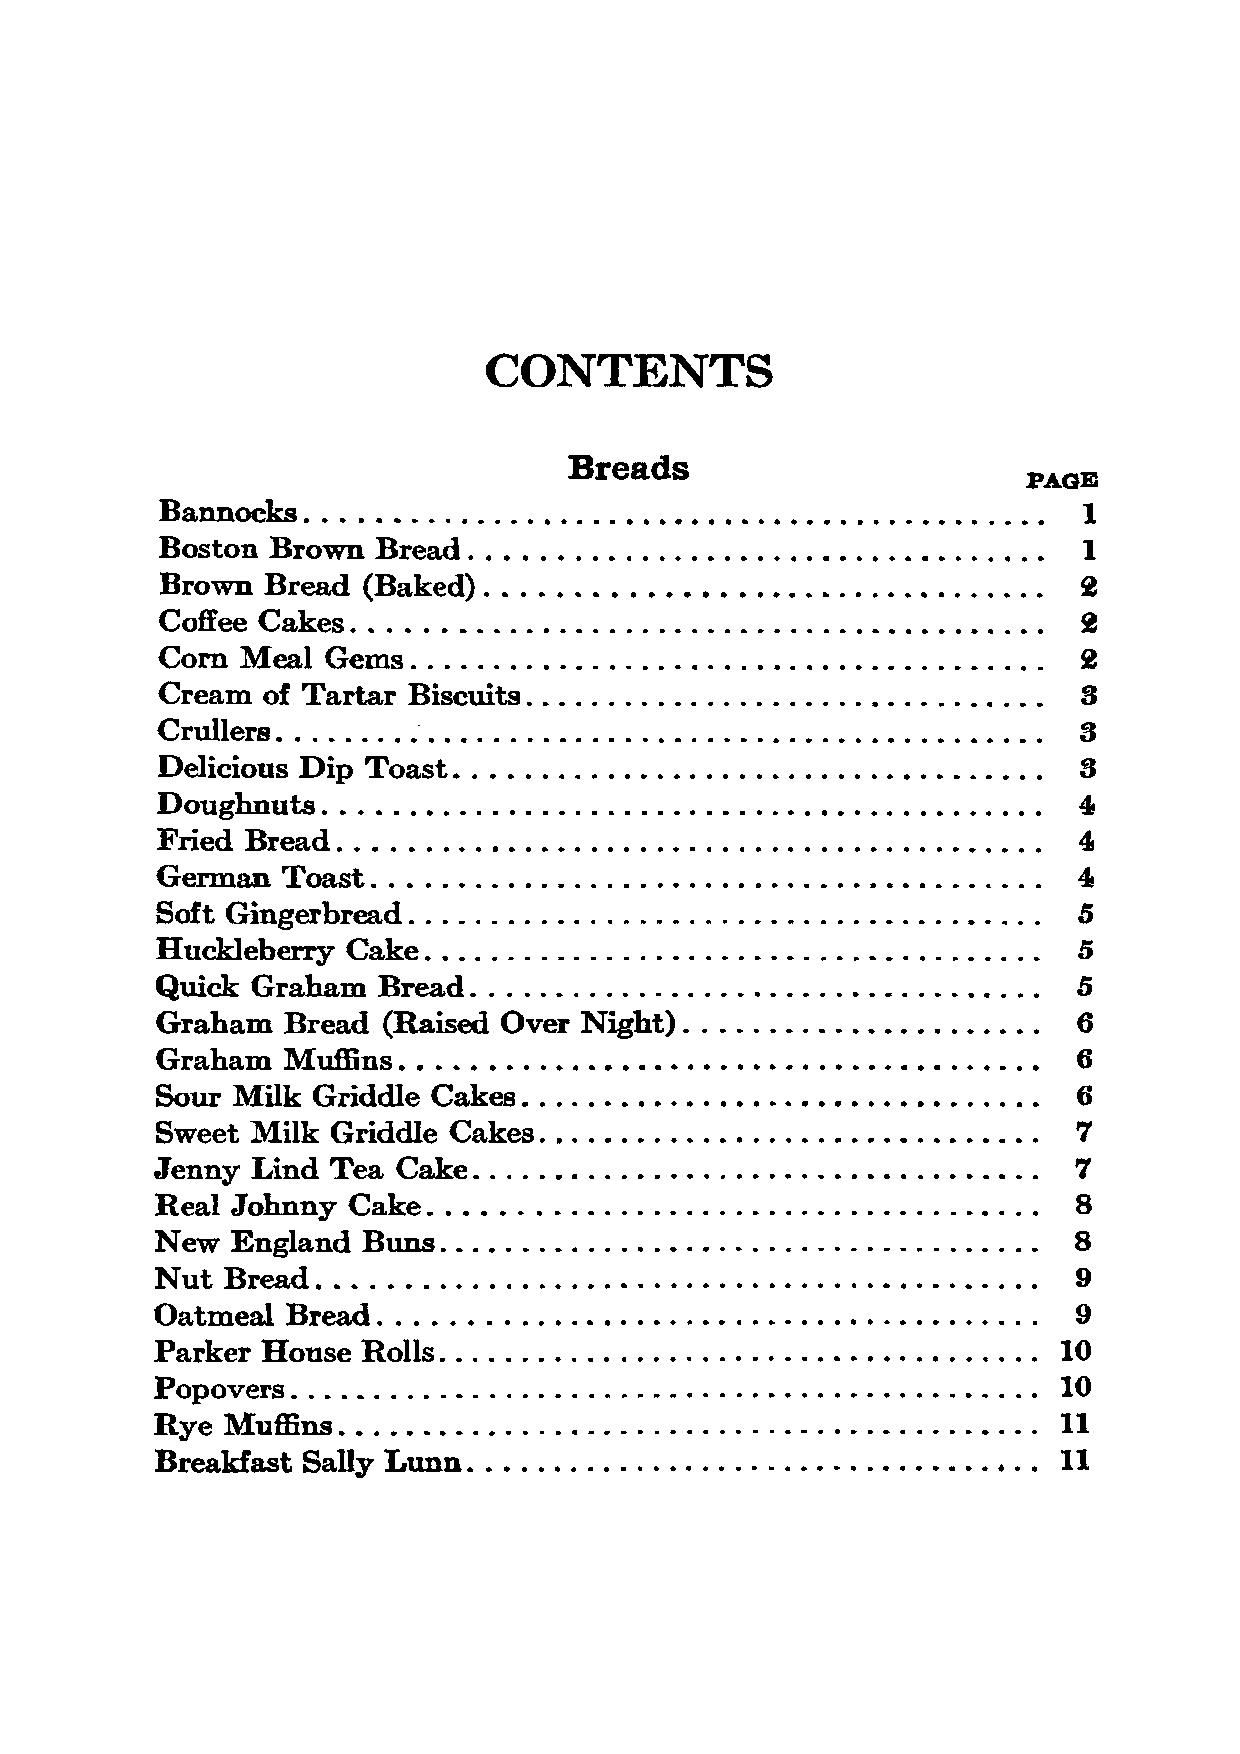 CONTENTS
Breads
PAGE
Bannocks. . . . . . . . . . . . . . . . . . . . . . . . . . . . . . . . . . . . . . . . . . . . . 1
Boston Brown Bread. . . . . . . . . . . . . . . . . . . . . . . . . . . . . . . . . . 1
Brown Bread (Baked). . . . . . . . . . . . . . . . . . . . . . . . . . . . . . . . . 2
Coffee Cakes. . . . . . . . . . . . . . . . . . . . . . . . . . . . . . . . . . . . . . . . . 2
Corn Meal Gems. . . . . . . . . . . . . . . . . . . . . . . . . . . . . . . . . . . . . . 2
Cream of Tartar Biscuits. . . . . . . . . . . . . . . . . . . . . . . . . . . . . . . 3
Crullers. . . . . . . . . . . . . . . . . . . . . . . . . . . . . . . . . . . . . . . . . . . . . . 3
Delicious Dip Toast. . . . . . . . . . . . . . . . . . . . . . . . . . . . . . . . . . . 3
Doughnuts. . . . . . . . . . . . . . . . . . . . . . . . . . . . . . . . . . . . . . . . . . . 4
Fried Bread. . . . . . . . . . . . . . . . . . . . . . . . . . . . . . . . . . . . . . . . . . 4
German Toast. . . . . . . . . . . . . . . . . . . . . . . . . . . . . . . . . . . . . . . . 4
Soft Gingerbread. . . . . . . . . . . . . . . . . . . . . . . . . . . . . . . . . . . . . . 5
Huckleberry Cake. . . . . . . . . . . . . . . . . . . . . . . . . . . . . . . . . . . . . 5
Quick Graham Bread. . . . . . . . . . . . . . . . . . . . . . . . . . . . . . . . . . 5
Graham Bread (Raised Over Night). . . . . . . . . . . . . . . . . . . . . 6
Graham Muffins. . . . . . . . . . . . . . . . . . . . . . . . . . . . . . . . . . . . . . . 6
Sour Milk Griddle Cakes. . . . . . . . . . . . . . . . . . . . . . . . . . . . . . . 6
Sweet Milk Griddle Cakes. . . . . . . . . . . . . . . . . . . . . . . . . . . . . . 7
Jenny Lind Tea Cake. . . . . . . . . . . . . . . . . . . . . . . . . . . . . . . . . . 7
Real Johnny Cake. . . . . . . . . . . . . . . . . . . . . . . . . . . . . . . . . . . . . 8
New England Buns. . . . . . . . . . . . . . . . . . . . . . . . . . . . . . . . . . . . 8
Nut Bread. . . . . . . . . . . . . . . . . . . . . . . . . . . . . . . . . . . . . . . . . . . 9
Oatmeal Bread. . . . . . . . . . . . . . . . . . . . . . . . . . . . . . . . . . . . . . . 9
Parker House Rolls. . . . . . . . . . . . . . . . . . . . . . . . . . . . . . . . . . . . 10
Popovers. . . . . . . . . . . . . . . . . . . . . . . . . . . . . . . . . . . . . . . . . . . . . 10
Rye Muffins. . . . . . . . . . . . . . . . . . . . . . . . . . . . . . . . . . . . . . . . . . 11
Breakfast Sally Lunn. . . . . . . . . . . . . . . . . . . . . . . . . . . . . . . . . . 11